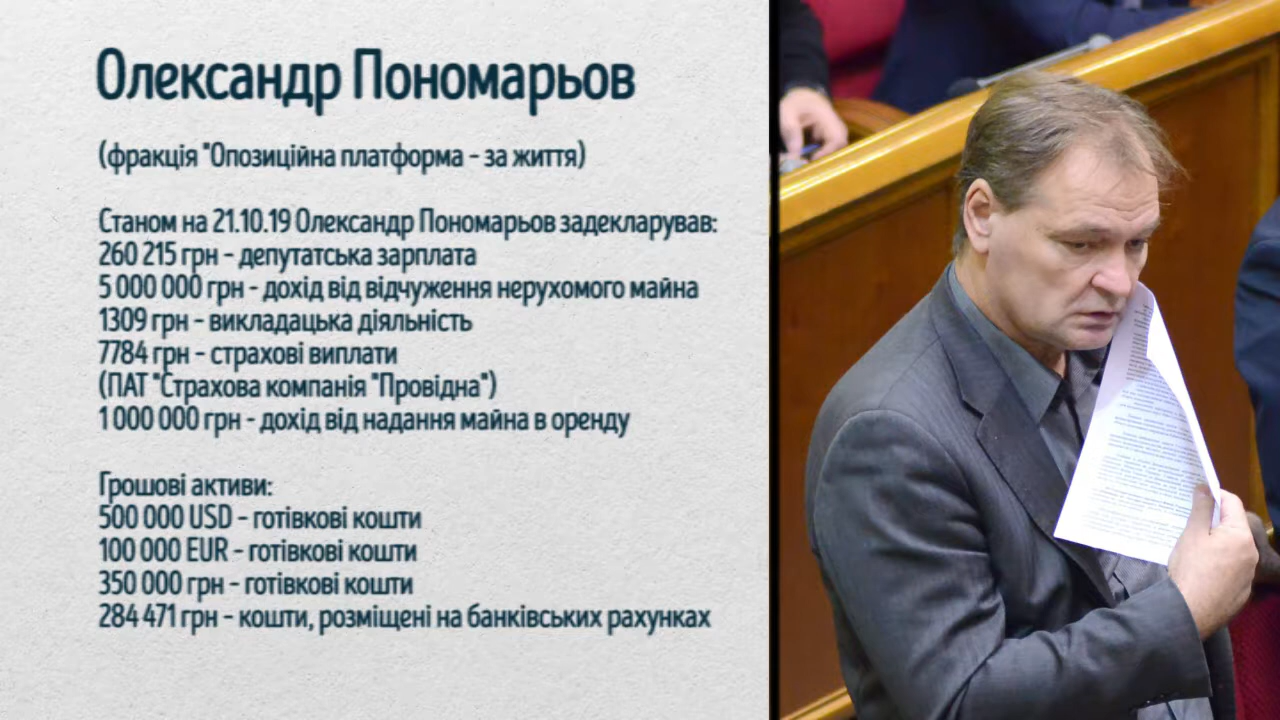 Олександр Пономарьов
(фракція "Опозиційна платформа - за життя)
Станом на 21.10.19 Олександр Пономарьов задекларував:
260 215 грн - депутатська зарплата
5 000 000 грн - дохід від відчуження нерухомого майна
1309 грн - викладацька діяльність
7784 грн - страхові виплати
(ПАТ "Страхова компанія "Провідна")
1 000 000 грн - дохід від надання майна в оренду
Грошові активи:
500 000 USD - готівкові кошти
100 000 EUR - готівкові кошти
350 000 грн - готівкові кошти
284 471 грн - кошти, розміщені на банківських рахунках